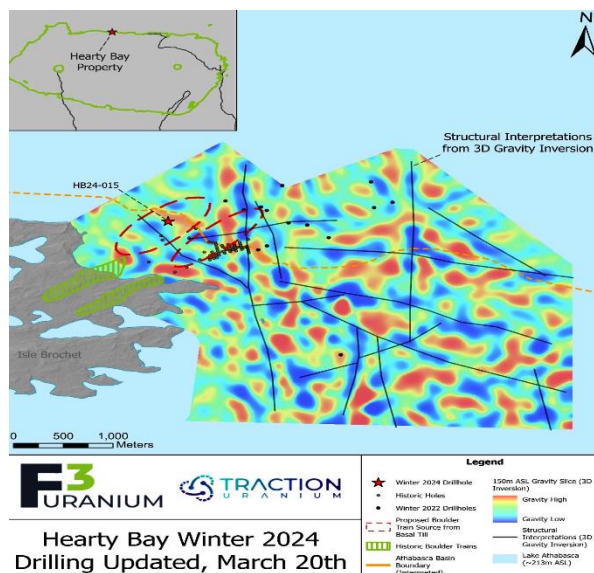 Hearty Bay
Property
N
Structural Interpretations
from 3D Gravity Inversion
HB24-015
Isle Brochet
0 500 1,000
Meters
F3
URANIUM
TRACTION
URANIUM
Hearty Bay Winter 2024
Drilling Updated, March 20th
Legend
Winter 2024 Drillhole
Historic Holes
Winter 2022 Drillholes
Proposed Boulder
Train Source from
Basal Till
Historic Boulder Trains
Athabasca Basin
Boundary
(Interpreted)
150m ASL Gravity Slice (3D
Inversion)
Gravity High
Gravity Low
Structural
Interpretations (3D
Gravity Inversion)
Lake Athabasca
(~213m ASL)